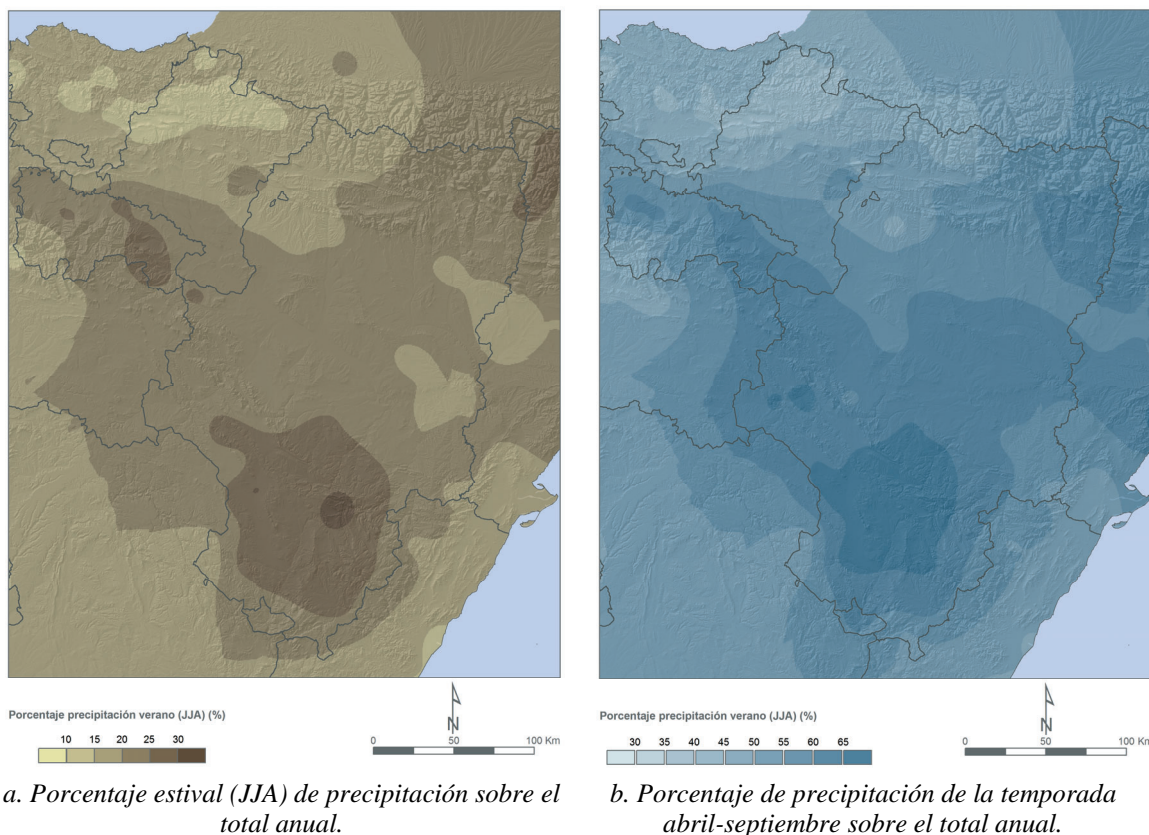 Porcentaje precipitación verano (JJA) (%)
10 15 20 25 30
N
0 50 100 Km
Porcentaje precipitación verano (JJA) (%)
30 35 40 45 50 55 60 65
N
0 50 100 Km
a. Porcentaje estival (JJA) de precipitación sobre el
total anual.
b. Porcentaje de precipitación de la temporada
abril-septiembre sobre el total anual.